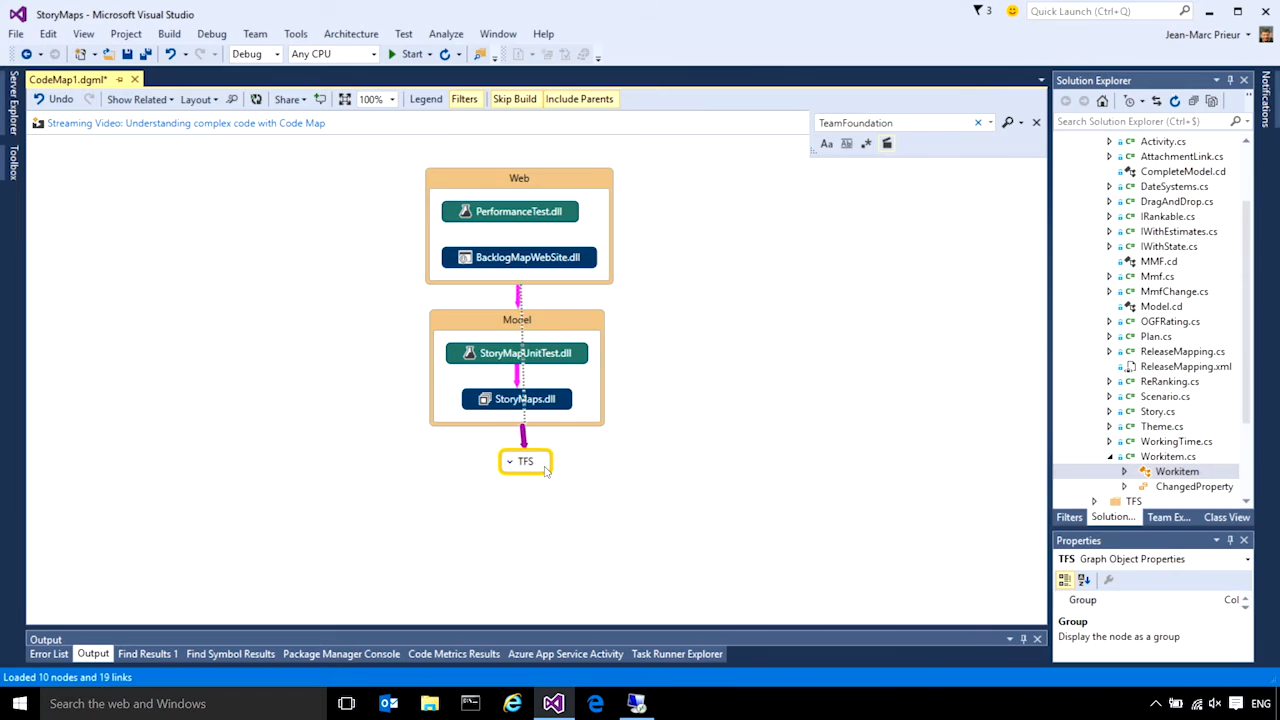 StoryMaps - Microsoft Visual Studio
3
Quick Launch (Ctrl+Q)
File Edit View Project Build Debug Team Tools Architecture Test Analyze Window Help
Jean-Marc Prieur
Debug Any CPU Start
CodeMap1.dgml*
Undo Show Related Layout Share 100% Legend Filters Skip Build Include Parents
Streaming Video: Understanding complex code with Code Map
TeamFoundation
Aa Ab
Server Explorer
Toolbox
Web
PerformanceTest.dll
BacklogMapWebSite.dll
Model
StoryMapUnitTest.dll
StoryMaps.dll
TFS
Solution Explorer
Search Solution Explorer (Ctrl+$)
C# Activity.cs
C# AttachmentLink.cs
CompleteModel.cd
C# DateSystems.cs
C# DragAndDrop.cs
C# IRankable.cs
C# IWithEstimates.cs
C# IWithState.cs
MMF.cd
C# Mmf.cs
C# MmfChange.cs
Model.cd
C# OGFRating.cs
C# Plan.cs
C# ReleaseMapping.cs
ReleaseMapping.xml
C# ReRanking.cs
C# Scenario.cs
C# Story.cs
C# Theme.cs
C# WorkingTime.cs
C# Workitem.cs
Workitem
ChangedProperty
TFS
Filters Solution... Team Ex... Class View
Properties
TFS Graph Object Properties
Group Col
Group
Display the node as a group
Notifications
Output
Error List Output Find Results 1 Find Symbol Results Package Manager Console Code Metrics Results Azure App Service Activity Task Runner Explorer
Loaded 10 nodes and 19 links
Search the web and Windows
ENG